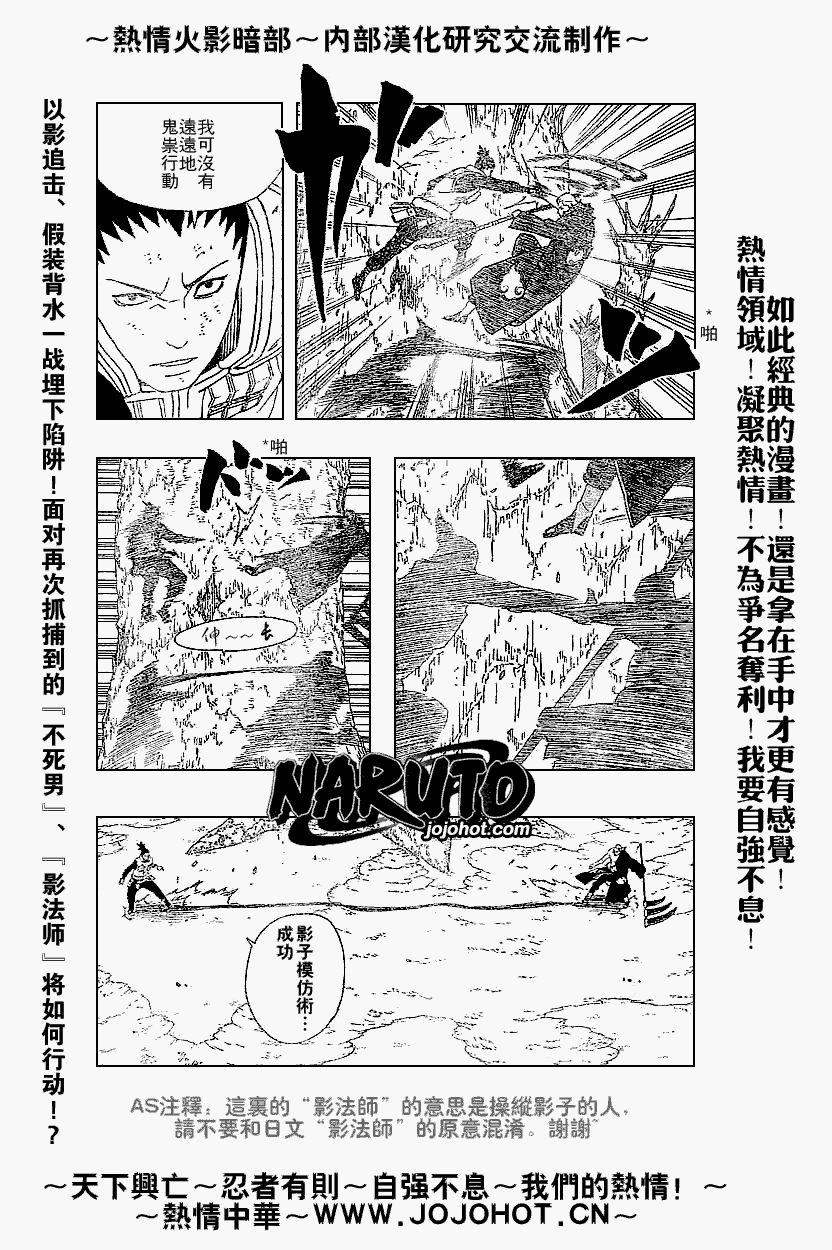 ～熱情火影暗部～内部漢化研究交流制作～
如此經典的漫畫！還是拿在手中才更有感覺！
熱情領域！凝聚熱情！不為爭名奪利！我要自強不息！
*啪
ガッ
我可沒有
遠遠地
鬼祟行動
*啪
ドッ
伸～～長
影子模仿術…
成功
NARUTO
jojohot.com
以影追击、假装背水一战埋下陷阱！面对再次抓捕到的『不死男』、『影法师』将如何行动！？
AS注釋：這裏的“影法師”的意思是操縱影子的人，
請不要和日文“影法師”的原意混淆。謝謝~
～天下興亡～忍者有則～自强不息～我們的熱情！～
～熱情中華～WWW.JOJOHOT.CN～